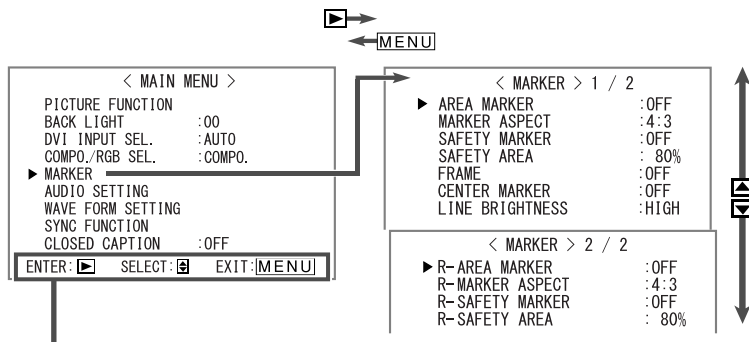 MENU
< MAIN MENU >
PICTURE FUNCTION
BACK LIGHT :00
DVI INPUT SEL. :AUTO
COMPO./RGB SEL. :COMPO.
MARKER
AUDIO SETTING
WAVE FORM SETTING
SYNC FUNCTION
CLOSED CAPTION :OFF
ENTER: SELECT: EXIT:MENU
< MARKER > 1 / 2
AREA MARKER :OFF
MARKER ASPECT :4:3
SAFETY MARKER :OFF
SAFETY AREA : 80%
FRAME :OFF
CENTER MARKER :OFF
LINE BRIGHTNESS :HIGH
< MARKER > 2 / 2
R-AREA MARKER :OFF
R-MARKER ASPECT :4:3
R-SAFETY MARKER :OFF
R-SAFETY AREA : 80%